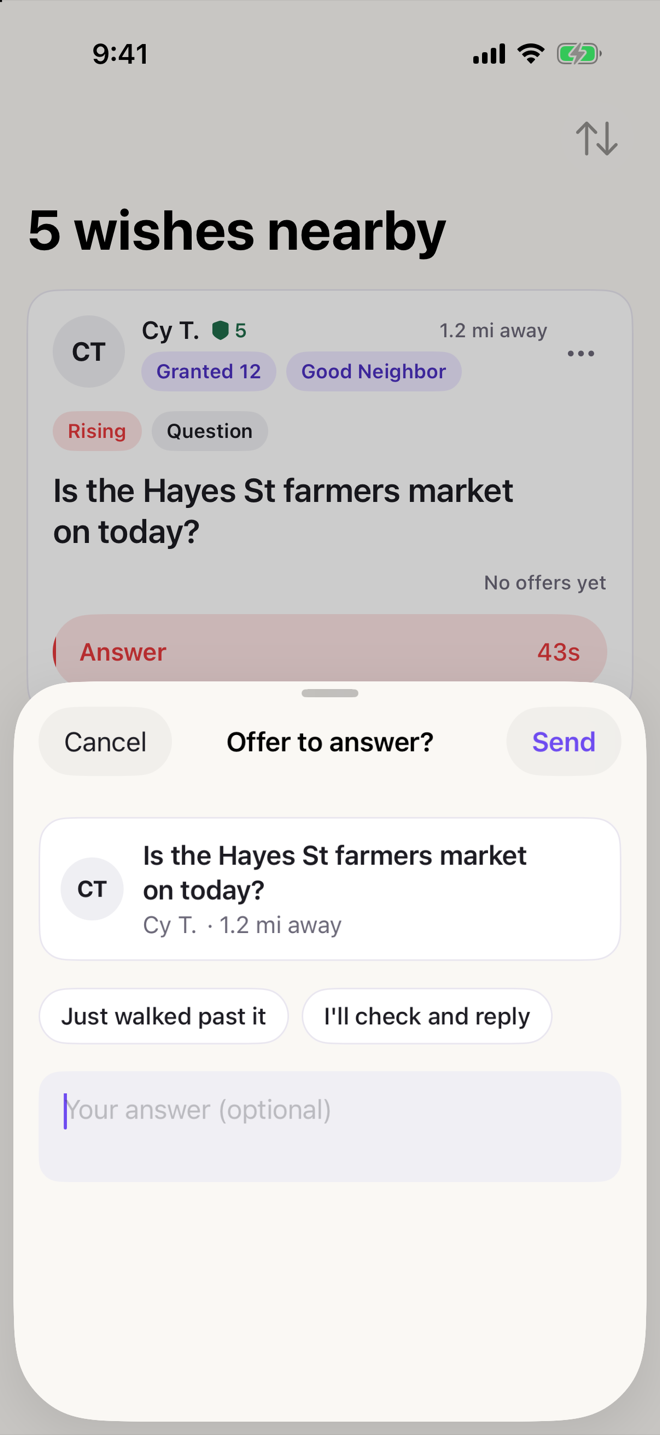 9:41
5 wishes nearby
CT
Cy T. 5
1.2 mi away
Granted 12
Good Neighbor
Rising
Question
Is the Hayes St farmers market
on today?
No offers yet
Answer
43s
Cancel
Offer to answer?
Send
CT
Is the Hayes St farmers market
on today?
Cy T. · 1.2 mi away
Just walked past it
I'll check and reply
Your answer (optional)